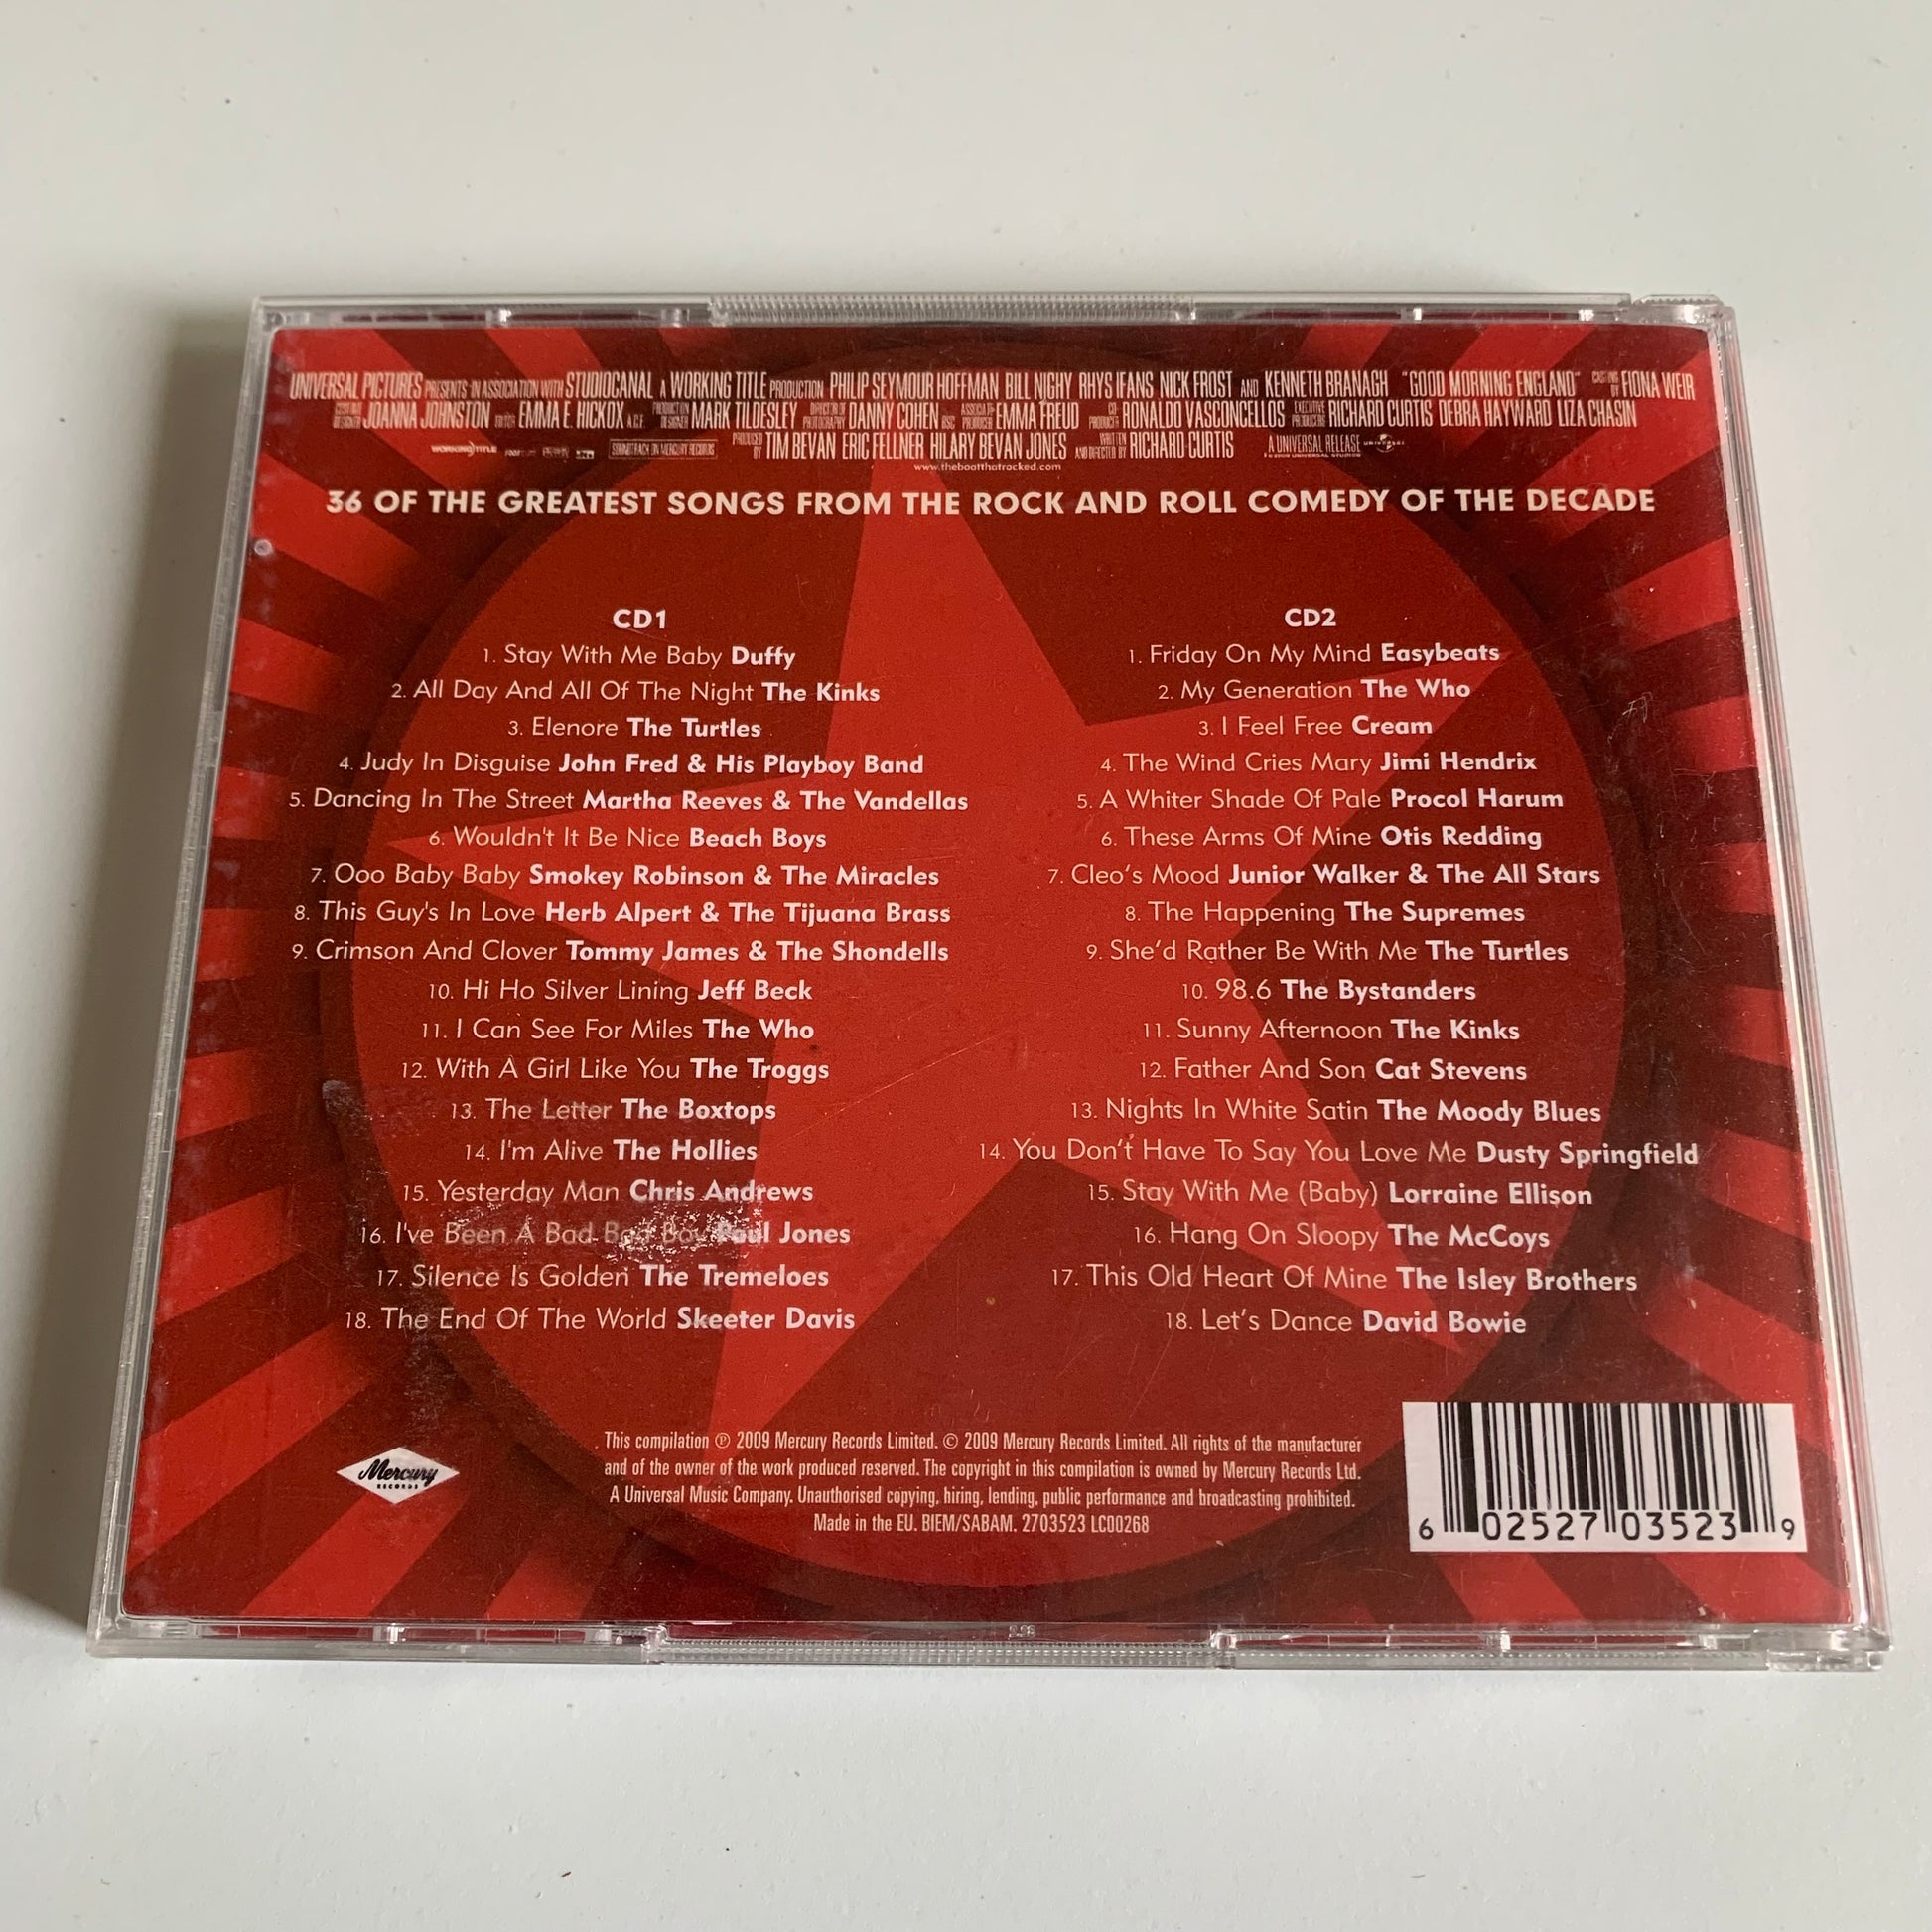 UNIVERSAL PICTURES PRESENTS IN ASSOCIATION WITH STUDIOCANAL A WORKING TITLE PRODUCTION PHILIP SEYMOUR HOFFMAN BILL NIGHY RHYS IFANS NICK FROST AND KENNETH BRANAGH "GOOD MORNING ENGLAND" CASTING BY FIONA WEIR
COSTUME DESIGNER JOANNA JOHNSTON EDITOR EMMA E. HICKOX A.C.E. PRODUCTION DESIGNER MARK TILDESLEY DIRECTOR OF PHOTOGRAPHY DANNY COHEN BSC ASSOCIATE PRODUCER EMMA FREUD CO-PRODUCER RONALDO VASCONCELLOS EXECUTIVE PRODUCERS RICHARD CURTIS DEBRA HAYWARD LIZA CHASIN
WORKING TITLE SOUNDTRACK ON MERCURY RECORDS PRODUCED BY TIM BEVAN ERIC FELLNER HILARY BEVAN JONES WRITTEN AND DIRECTED BY RICHARD CURTIS A UNIVERSAL RELEASE UNIVERSAL
www.theboatthatrocked.com
36 OF THE GREATEST SONGS FROM THE ROCK AND ROLL COMEDY OF THE DECADE
CD1
1. Stay With Me Baby Duffy
2. All Day And All Of The Night The Kinks
3. Elenore The Turtles
4. Judy In Disguise John Fred & His Playboy Band
5. Dancing In The Street Martha Reeves & The Vandellas
6. Wouldn't It Be Nice Beach Boys
7. Ooo Baby Baby Smokey Robinson & The Miracles
8. This Guy's In Love Herb Alpert & The Tijuana Brass
9. Crimson And Clover Tommy James & The Shondells
10. Hi Ho Silver Lining Jeff Beck
11. I Can See For Miles The Who
12. With A Girl Like You The Troggs
13. The Letter The Boxtops
14. I'm Alive The Hollies
15. Yesterday Man Chris Andrews
16. I've Been A Bad Bad Boy Paul Jones
17. Silence Is Golden The Tremeloes
18. The End Of The World Skeeter Davis
CD2
1. Friday On My Mind Easybeats
2. My Generation The Who
3. I Feel Free Cream
4. The Wind Cries Mary Jimi Hendrix
5. A Whiter Shade Of Pale Procol Harum
6. These Arms Of Mine Otis Redding
7. Cleo's Mood Junior Walker & The All Stars
8. The Happening The Supremes
9. She'd Rather Be With Me The Turtles
10. 98.6 The Bystanders
11. Sunny Afternoon The Kinks
12. Father And Son Cat Stevens
13. Nights In White Satin The Moody Blues
14. You Don't Have To Say You Love Me Dusty Springfield
15. Stay With Me (Baby) Lorraine Ellison
16. Hang On Sloopy The McCoys
17. This Old Heart Of Mine The Isley Brothers
18. Let's Dance David Bowie
Mercury
RECORDS
This compilation ℗ 2009 Mercury Records Limited. © 2009 Mercury Records Limited. All rights of the manufacturer
and of the owner of the work produced reserved. The copyright in this compilation is owned by Mercury Records Ltd.
A Universal Music Company. Unauthorised copying, hiring, lending, public performance and broadcasting prohibited.
Made in the EU. BIEM/SABAM. 2703523 LC00268
6 02527 03523 9